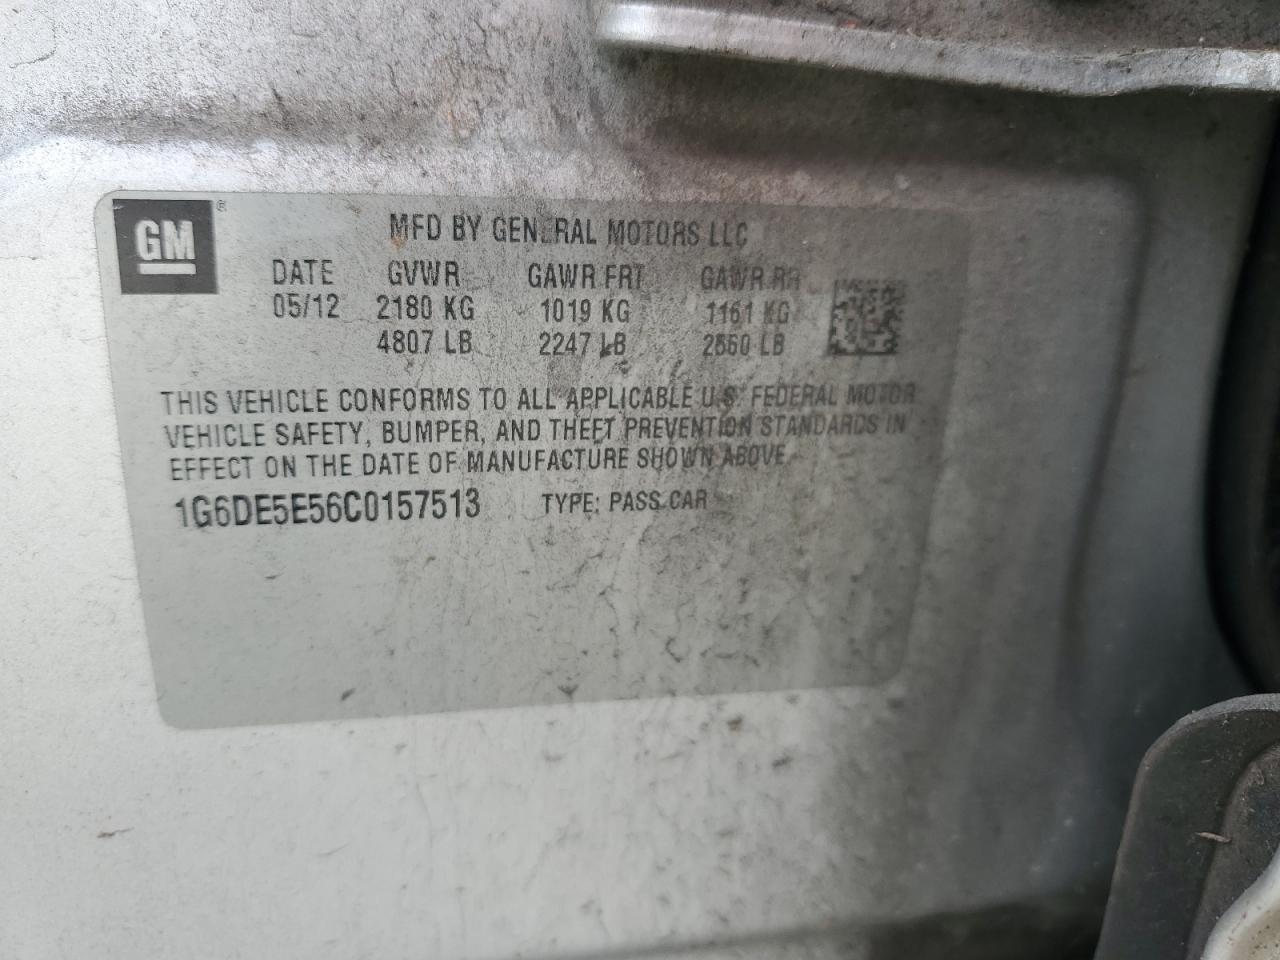 GM®
MFD BY GENERAL MOTORS LLC
DATE GVWR GAWR FRT GAWR RR
05/12 2180 KG 1019 KG 1161 KG
4807 LB 2247 LB 2560 LB
THIS VEHICLE CONFORMS TO ALL APPLICABLE U.S. FEDERAL MOTOR
VEHICLE SAFETY, BUMPER, AND THEFT PREVENTION STANDARDS IN
EFFECT ON THE DATE OF MANUFACTURE SHOWN ABOVE.
1G6DE5E56C0157513 TYPE: PASS.CAR